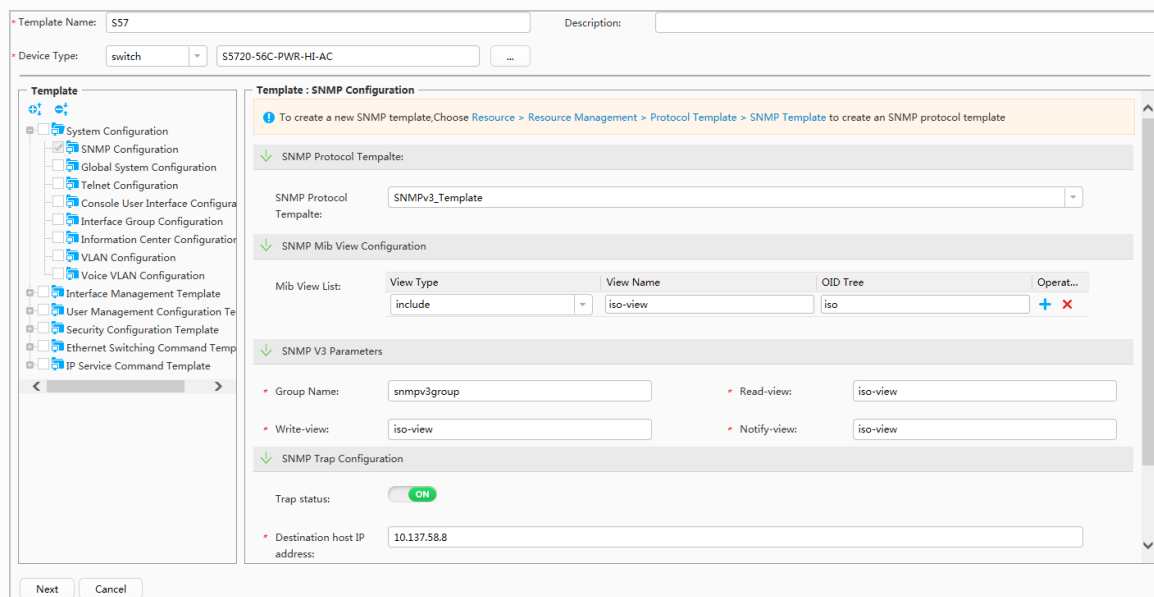 * Template Name: S57 Description:
* Device Type: switch S5720-56C-PWR-HI-AC ...
Template
System Configuration
SNMP Configuration
Global System Configuration
Telnet Configuration
Console User Interface Configura
Interface Group Configuration
Information Center Configuration
VLAN Configuration
Voice VLAN Configuration
Interface Management Template
User Management Configuration Te
Security Configuration Template
Ethernet Switching Command Temp
IP Service Command Template
Template : SNMP Configuration
To create a new SNMP template,Choose Resource > Resource Management > Protocol Template > SNMP Template to create an SNMP protocol template
SNMP Protocol Tempalte:
SNMP Protocol
Tempalte:
SNMPv3_Template
SNMP Mib View Configuration
Mib View List:
View Type View Name OID Tree Operat...
include iso-view iso
SNMP V3 Parameters
* Group Name: snmpv3group * Read-view: iso-view
* Write-view: iso-view * Notify-view: iso-view
SNMP Trap Configuration
Trap status: ON
* Destination host IP
address:
10.137.58.8
Next Cancel